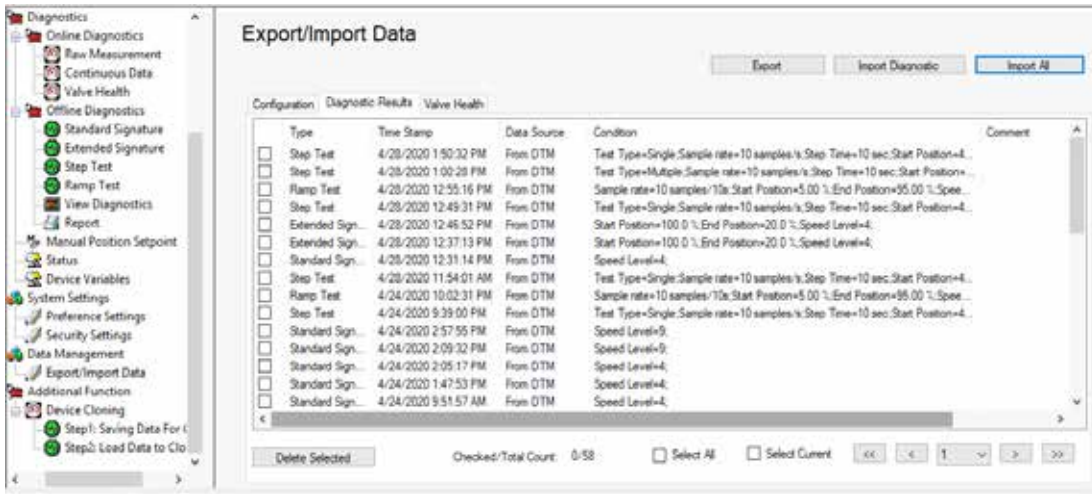 Diagnostics
Online Diagnostics
Raw Measurement
Continuous Data
Valve Health
Offline Diagnostics
Standard Signature
Extended Signature
Step Test
Ramp Test
View Diagnostics
Report
Manual Position Setpoint
Status
Device Variables
System Settings
Preference Settings
Security Settings
Data Management
Export/Import Data
Additional Function
Device Cloning
Step1: Saving Data For
Step2: Load Data to Clo
Export/Import Data
Export Import Diagnostic Import All
Configuration Diagnostic Results Valve Health
Type Time Stamp Data Source Condition Comment
Step Test 4/28/2020 1:50:32 PM From DTM Test Type=Single;Sample rate=10 samples/s;Step Time=10 sec;Start Position=4...
Step Test 4/28/2020 1:00:28 PM From DTM Test Type=Multiple;Sample rate=10 samples/s;Step Time=10 sec;Start Position=...
Ramp Test 4/28/2020 12:55:16 PM From DTM Sample rate=10 samples/10s;Start Position=5.00 %;End Position=95.00 %;Spee...
Step Test 4/28/2020 12:49:31 PM From DTM Test Type=Single;Sample rate=10 samples/s;Step Time=10 sec;Start Position=4...
Extended Sign... 4/28/2020 12:46:52 PM From DTM Start Position=100.0 %;End Position=20.0 %;Speed Level=4;
Extended Sign... 4/28/2020 12:37:13 PM From DTM Start Position=100.0 %;End Position=20.0 %;Speed Level=4;
Standard Sign... 4/28/2020 12:31:14 PM From DTM Speed Level=4;
Step Test 4/28/2020 11:54:01 AM From DTM Test Type=Single;Sample rate=10 samples/s;Step Time=10 sec;Start Position=4...
Ramp Test 4/24/2020 10:02:31 PM From DTM Sample rate=10 samples/10s;Start Position=5.00 %;End Position=95.00 %;Spee...
Step Test 4/24/2020 9:39:00 PM From DTM Test Type=Single;Sample rate=10 samples/s;Step Time=10 sec;Start Position=4...
Standard Sign... 4/24/2020 2:57:55 PM From DTM Speed Level=9;
Standard Sign... 4/24/2020 2:09:32 PM From DTM Speed Level=9;
Standard Sign... 4/24/2020 2:05:17 PM From DTM Speed Level=4;
Standard Sign... 4/24/2020 1:47:53 PM From DTM Speed Level=4;
Standard Sign... 4/24/2020 9:51:57 AM From DTM Speed Level=4;
Delete Selected Checked/Total Count: 0/58 Select All Select Current << < 1 > >>